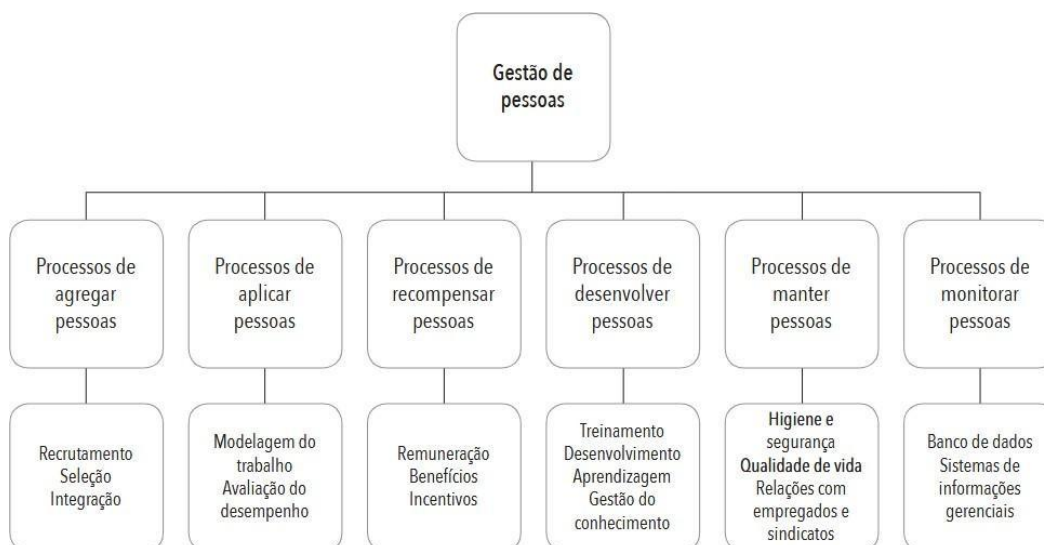 Gestão de
pessoas
Processos de
agregar
pessoas
Processos de
aplicar
pessoas
Processos de
recompensar
pessoas
Processos de
desenvolver
pessoas
Processos de
manter
pessoas
Processos de
monitorar
pessoas
Recrutamento
Seleção
Integração
Modelagem do
trabalho
Avaliação do
desempenho
Remuneração
Benefícios
Incentivos
Treinamento
Desenvolvimento
Aprendizagem
Gestão do
conhecimento
Higiene e
segurança
Qualidade de vida
Relações com
empregados e
sindicatos
Banco de dados
Sistemas de
informações
gerenciais